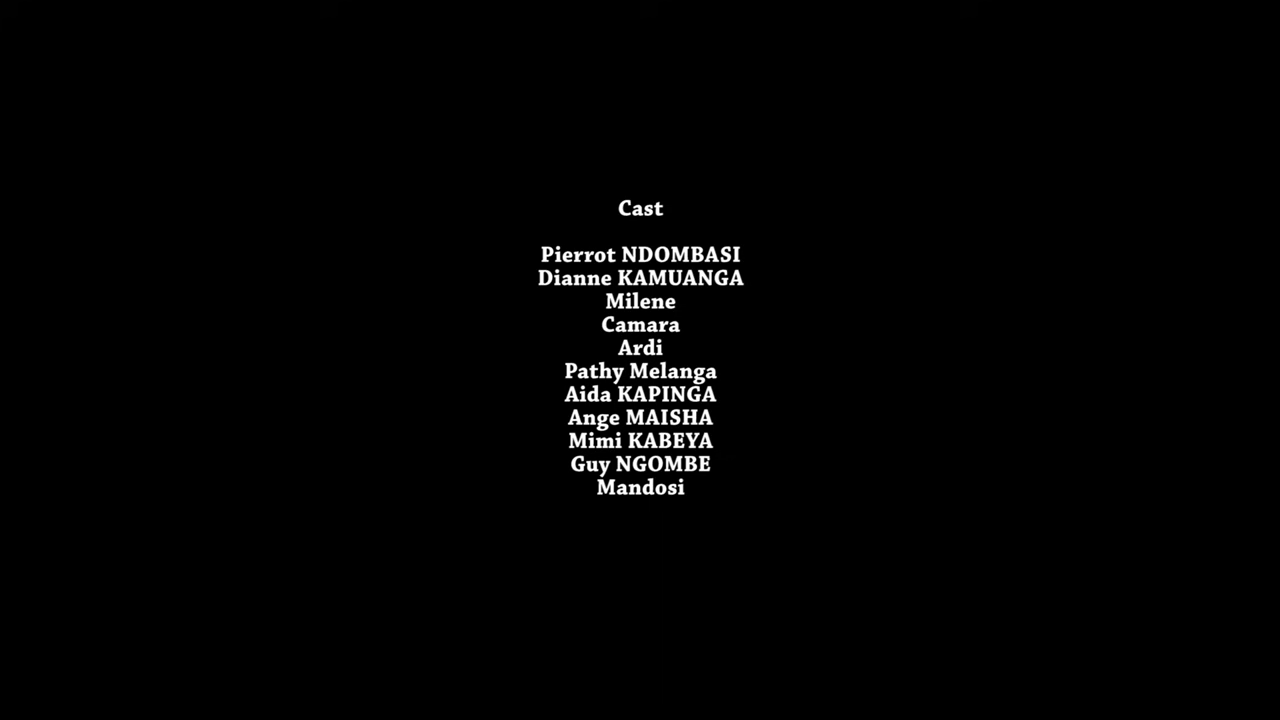 Cast
Pierrot NDOMBASI
Dianne KAMUANGA
Milene
Camara
Ardi
Pathy Melanga
Aida KAPINGA
Ange MAISHA
Mimi KABEYA
Guy NGOMBE
Mandosi